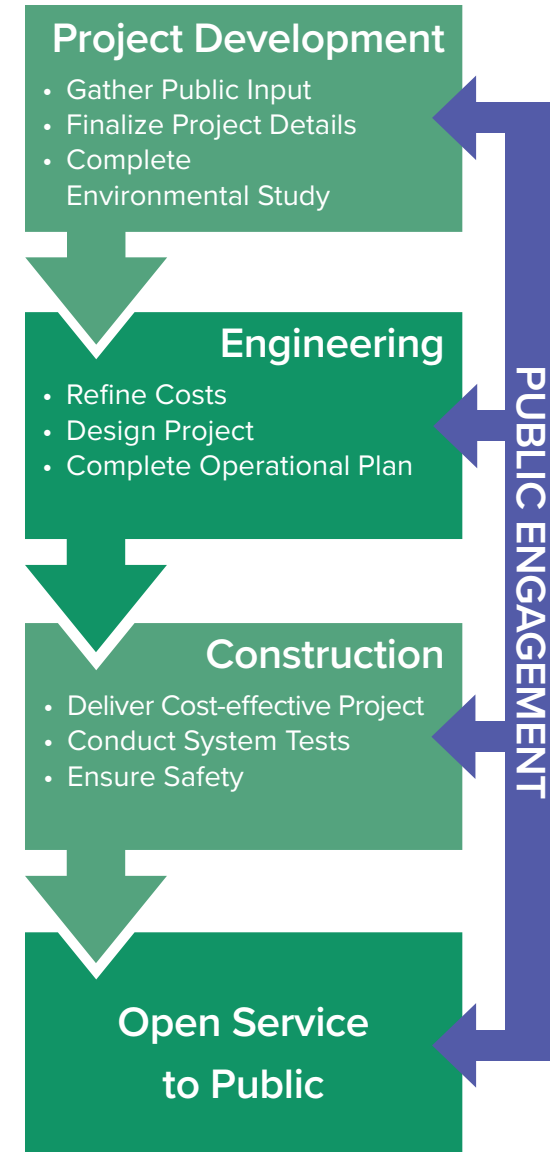 Project Development
• Gather Public Input
• Finalize Project Details
• Complete
Environmental Study
Engineering
• Refine Costs
• Design Project
• Complete Operational Plan
Construction
• Deliver Cost-effective Project
• Conduct System Tests
• Ensure Safety
Open Service
to Public
PUBLIC ENGAGEMENT